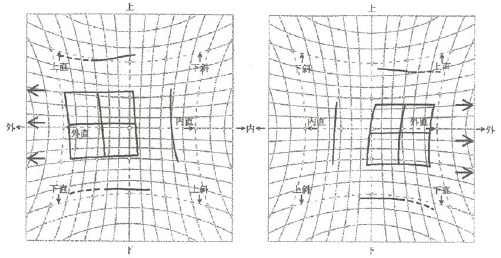 上 上
上直 下斜 下斜 上直
外 外直 内直 内 内直 外直 外
下直 上斜 上斜 下直
下 下